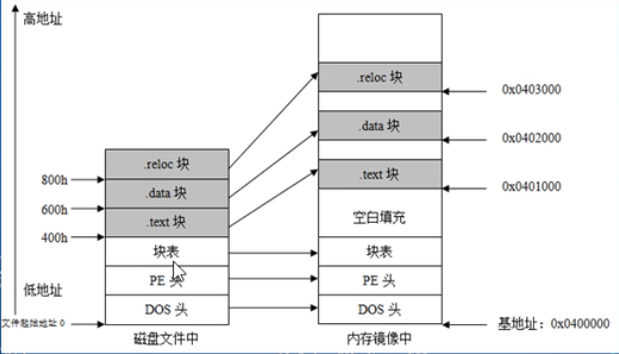 高地址
.reloc 块
0x0403000
.data 块
0x0402000
.reloc 块
.text 块
800h
.data 块
0x0401000
600h
.text 块
空白填充
400h
块表
块表
低地址
PE 头
PE 头
DOS 头
DOS 头
文件起始地址 0
基地址：0x0400000
磁盘文件中
内存镜像中